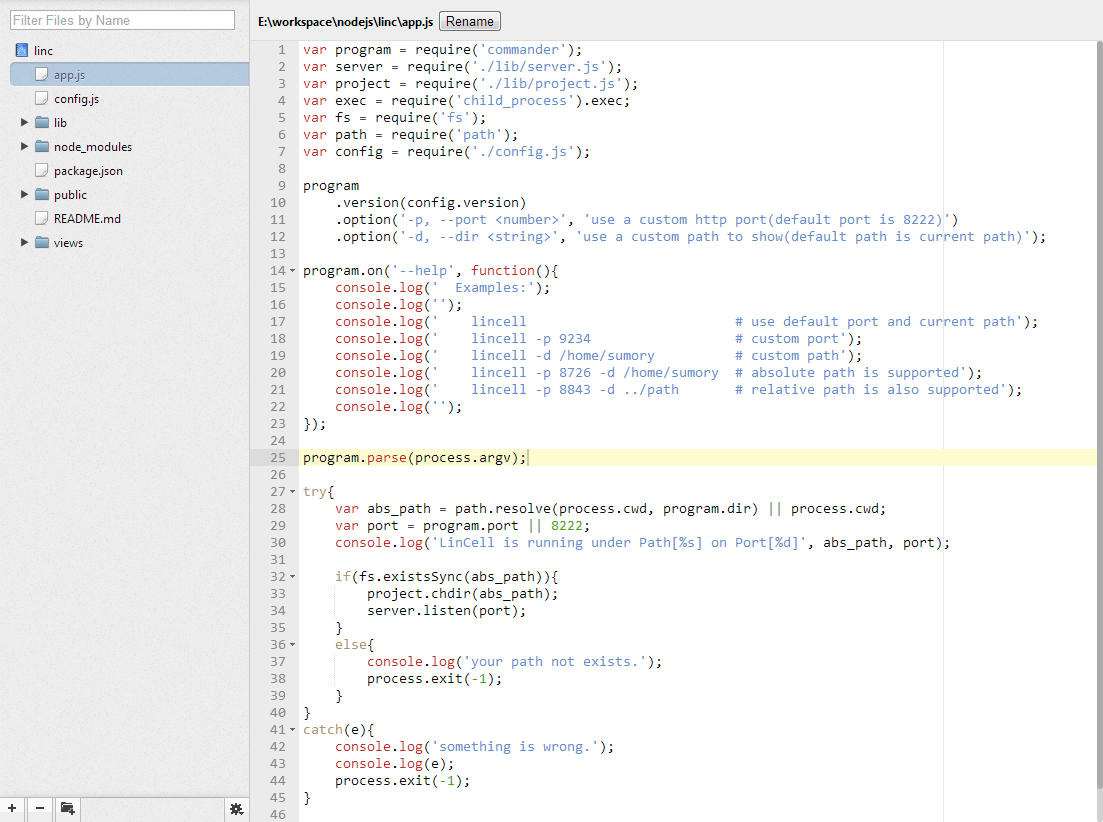 Filter Files by Name
linc
app.js
config.js
lib
node_modules
package.json
public
README.md
views
E:\workspace\nodejs\linc\app.js Rename
1 var program = require('commander');
2 var server = require('./lib/server.js');
3 var project = require('./lib/project.js');
4 var exec = require('child_process').exec;
5 var fs = require('fs');
6 var path = require('path');
7 var config = require('./config.js');
8
9 program
10     .version(config.version)
11     .option('-p, --port <number>', 'use a custom http port(default port is 8222)')
12     .option('-d, --dir <string>', 'use a custom path to show(default path is current path)');
13
14 program.on('--help', function(){
15     console.log('  Examples:');
16     console.log('');
17     console.log('    lincell                          # use default port and current path');
18     console.log('    lincell -p 9234                  # custom port');
19     console.log('    lincell -d /home/sumory          # custom path');
20     console.log('    lincell -p 8726 -d /home/sumory  # absolute path is supported');
21     console.log('    lincell -p 8843 -d ../path       # relative path is also supported');
22     console.log('');
23 });
24
25 program.parse(process.argv);
26
27 try{
28     var abs_path = path.resolve(process.cwd, program.dir) || process.cwd;
29     var port = program.port || 8222;
30     console.log('LinCell is running under Path[%s] on Port[%d]', abs_path, port);
31
32     if(fs.existsSync(abs_path)){
33         project.chdir(abs_path);
34         server.listen(port);
35     }
36     else{
37         console.log('your path not exists.');
38         process.exit(-1);
39     }
40 }
41 catch(e){
42     console.log('something is wrong.');
43     console.log(e);
44     process.exit(-1);
45 }
46